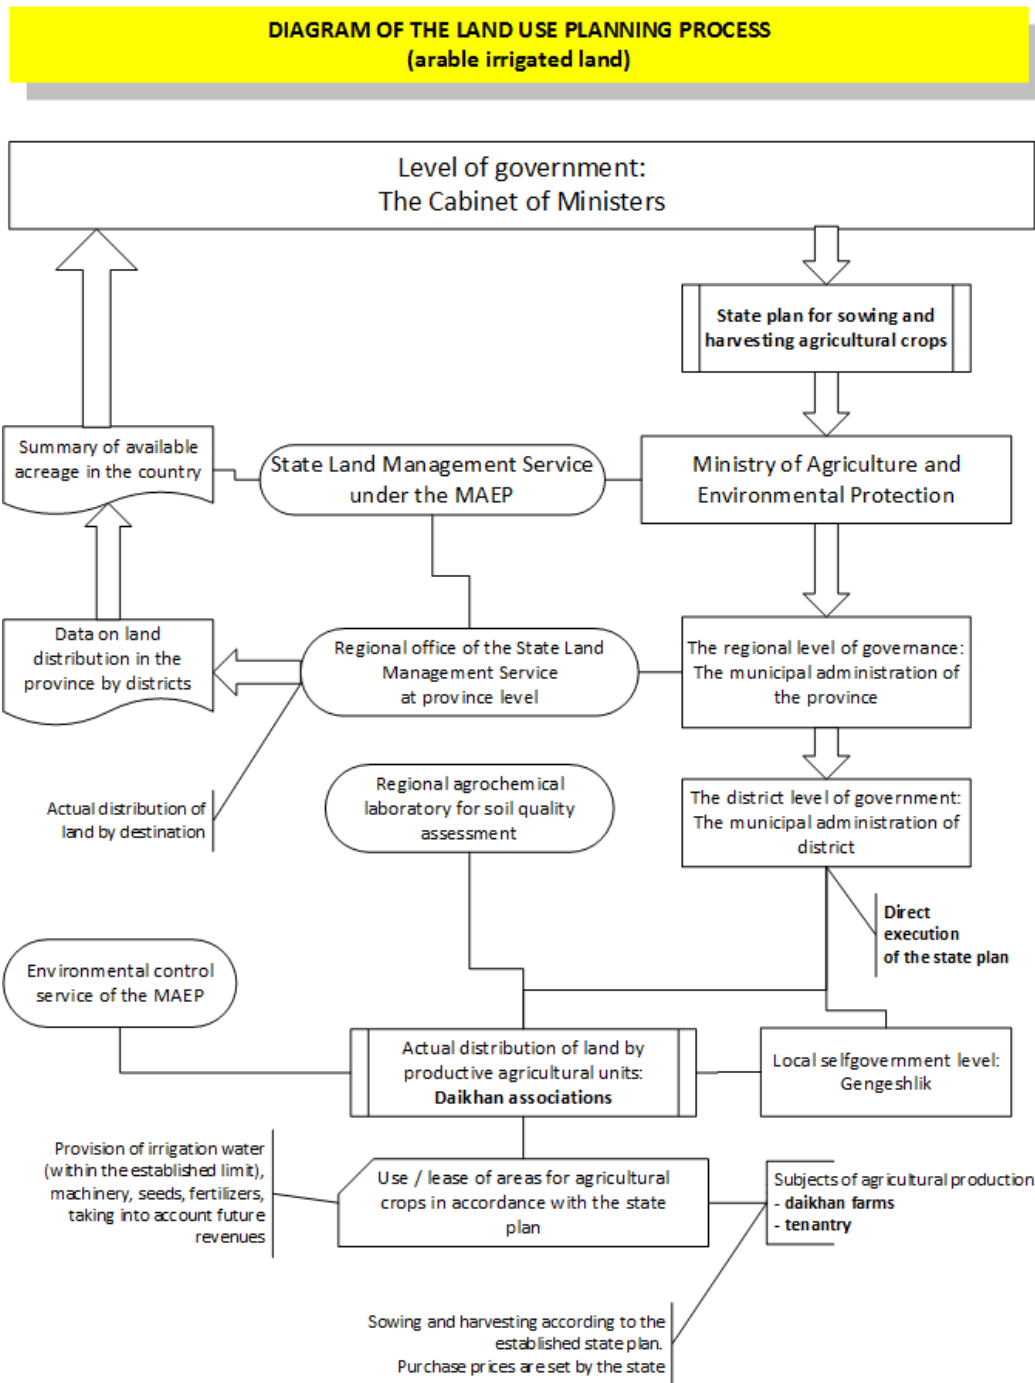 DIAGRAM OF THE LAND USE PLANNING PROCESS
(arable irrigated land)
Level of government:
The Cabinet of Ministers
State plan for sowing and
harvesting agricultural crops
Summary of available
acreage in the country
State Land Management Service
under the MAEP
Ministry of Agriculture and
Environmental Protection
Data on land
distribution in the
province by districts
Regional office of the State Land
Management Service
at province level
The regional level of governance:
The municipal administration of
the province
Actual distribution of
land by destination
Regional agrochemical
laboratory for soil quality
assessment
The district level of government:
The municipal administration of
district
Direct
execution
of the state plan
Environmental control
service of the MAEP
Actual distribution of land by
productive agricultural units:
Daikhan associations
Local selfgovernment level:
Gengeshlik
Provision of irrigation water
(within the established limit),
machinery, seeds, fertilizers,
taking into account future
revenues
Use / lease of areas for agricultural
crops in accordance with the state
plan
Subjects of agricultural production
- daikhan farms
- tenantry
Sowing and harvesting according to the
established state plan.
Purchase prices are set by the state